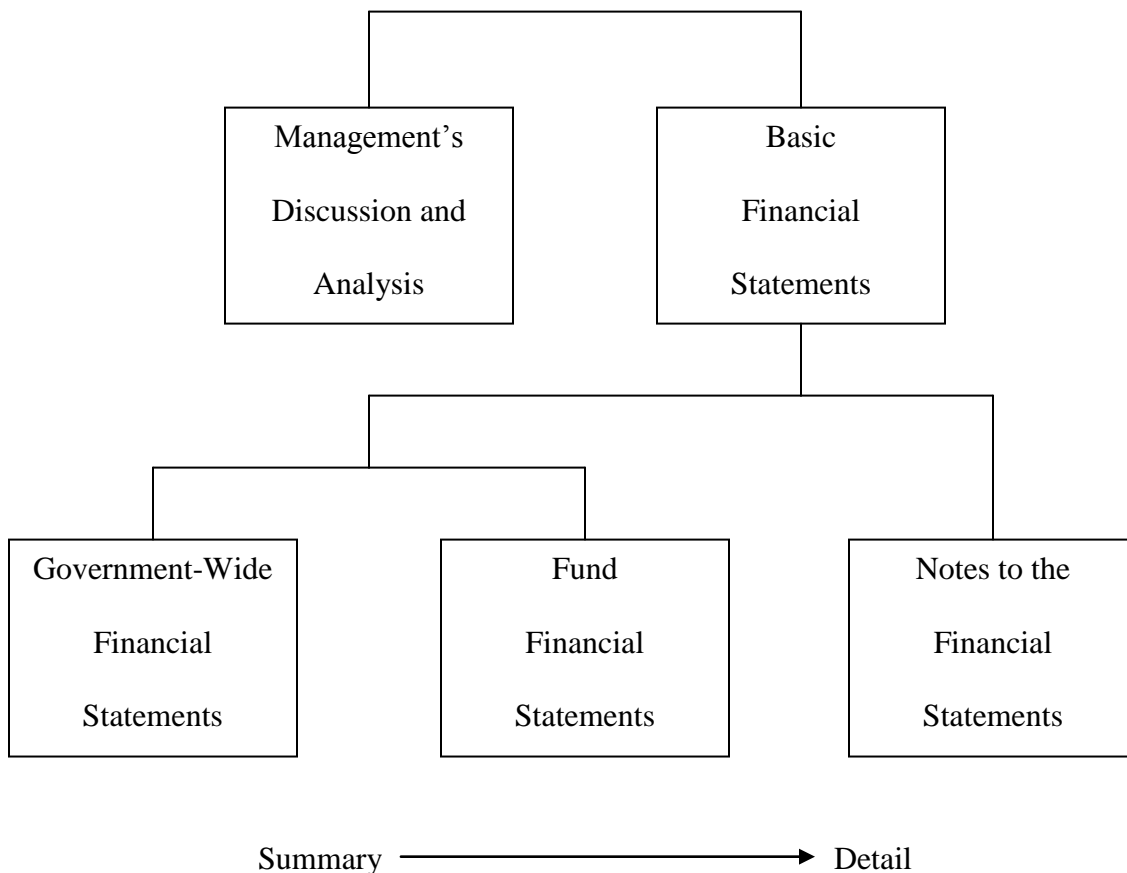 Management’s
Discussion and
Analysis
Basic
Financial
Statements
Government-Wide
Financial
Statements
Fund
Financial
Statements
Notes to the
Financial
Statements
Summary
Detail